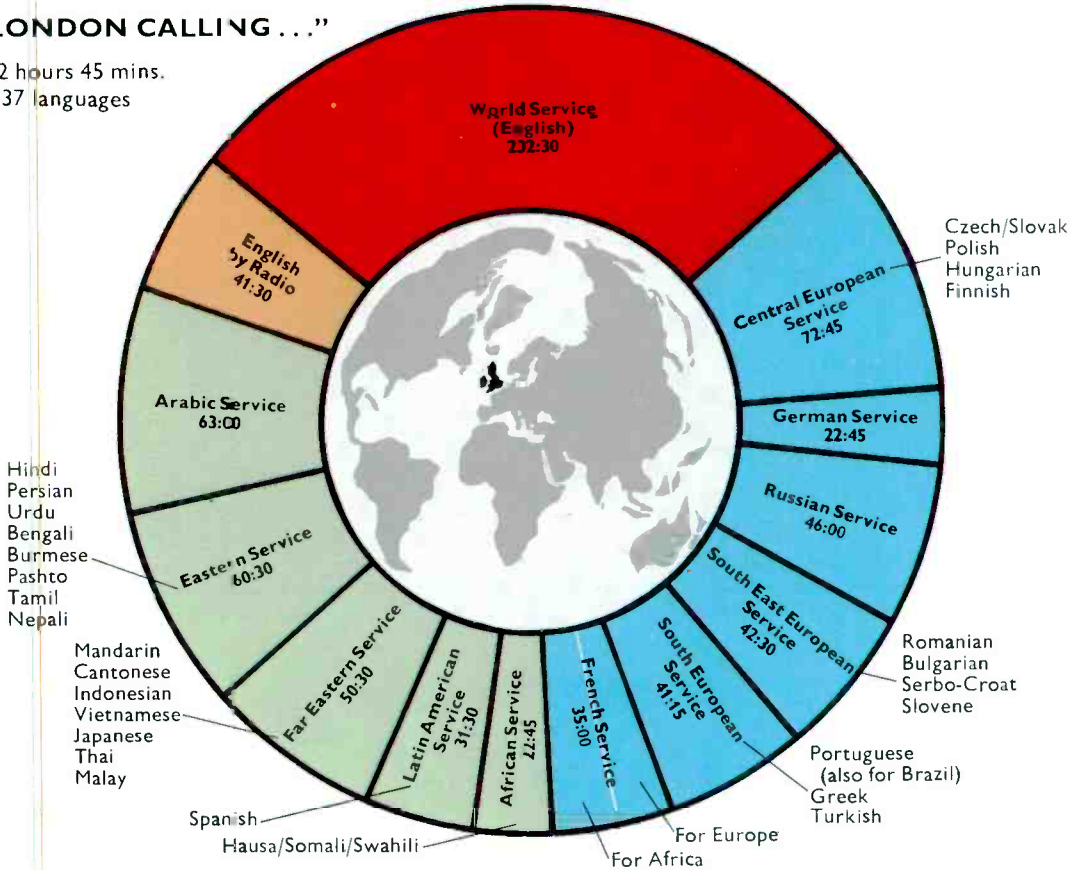 LONDON CALLING . . .”
2 hours 45 mins.
37 languages
World Service
(English)
202:30
English
by Radio
41:30
Central European
Service
72:45
Czech/Slovak
Polish
Hungarian
Finnish
Arabic Service
63:00
German Service
22:45
Russian Service
46:00
Hindi
Persian
Urdu
Bengali
Burmese
Pashto
Tamil
Nepali
Eastern Service
60:30
South East European
Service
42:30
Romanian
Bulgarian
Serbo-Croat
Slovene
Mandarin
Cantonese
Indonesian
Vietnamese
Japanese
Thai
Malay
Far Eastern Service
50:30
Latin American
Service
31:30
African Service
22:45
French Service
35:00
South European
Service
41:15
Portuguese
(also for Brazil)
Greek
Turkish
Spanish
Hausa/Somali/Swahili
For Europe
For Africa